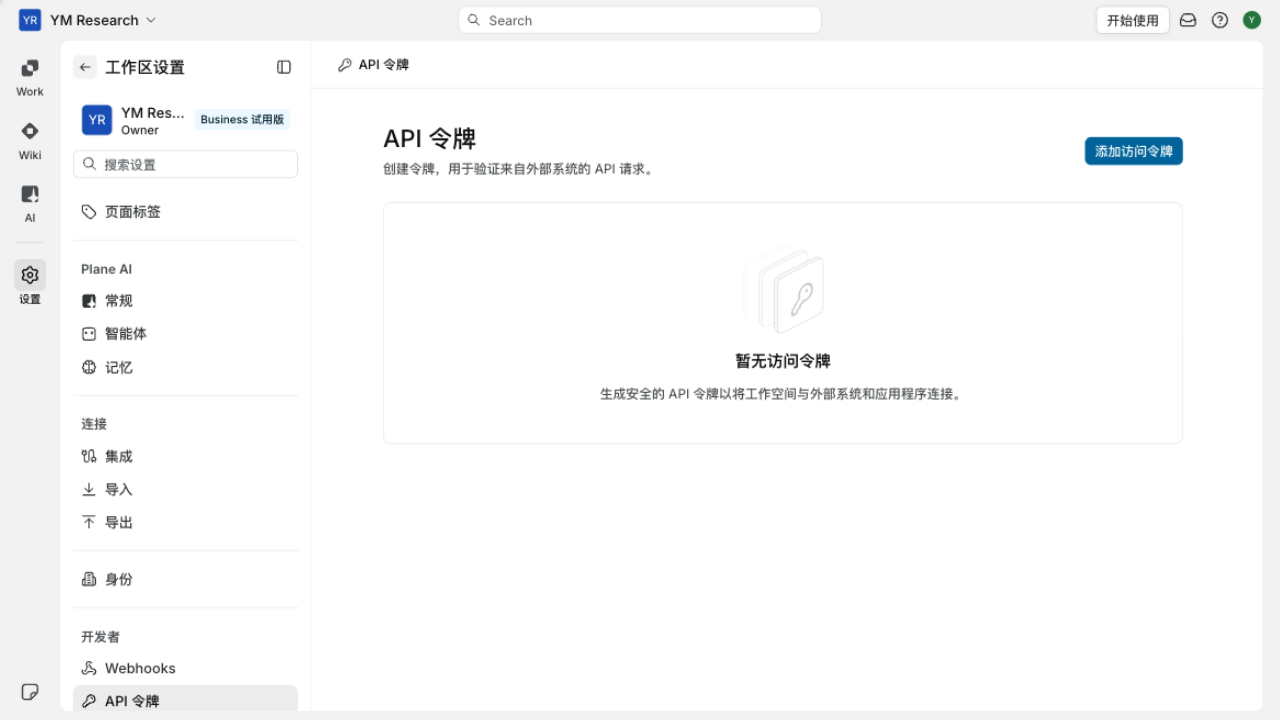 YR YM Research
Search
开始使用
Y
Work
Wiki
AI
设置
工作区设置
YR
YM Res...
Owner
Business 试用版
搜索设置
页面标签
Plane AI
常规
智能体
记忆
连接
集成
导入
导出
身份
开发者
Webhooks
API 令牌
API 令牌
API 令牌
创建令牌，用于验证来自外部系统的 API 请求。
添加访问令牌
暂无访问令牌
生成安全的 API 令牌以将工作空间与外部系统和应用程序连接。